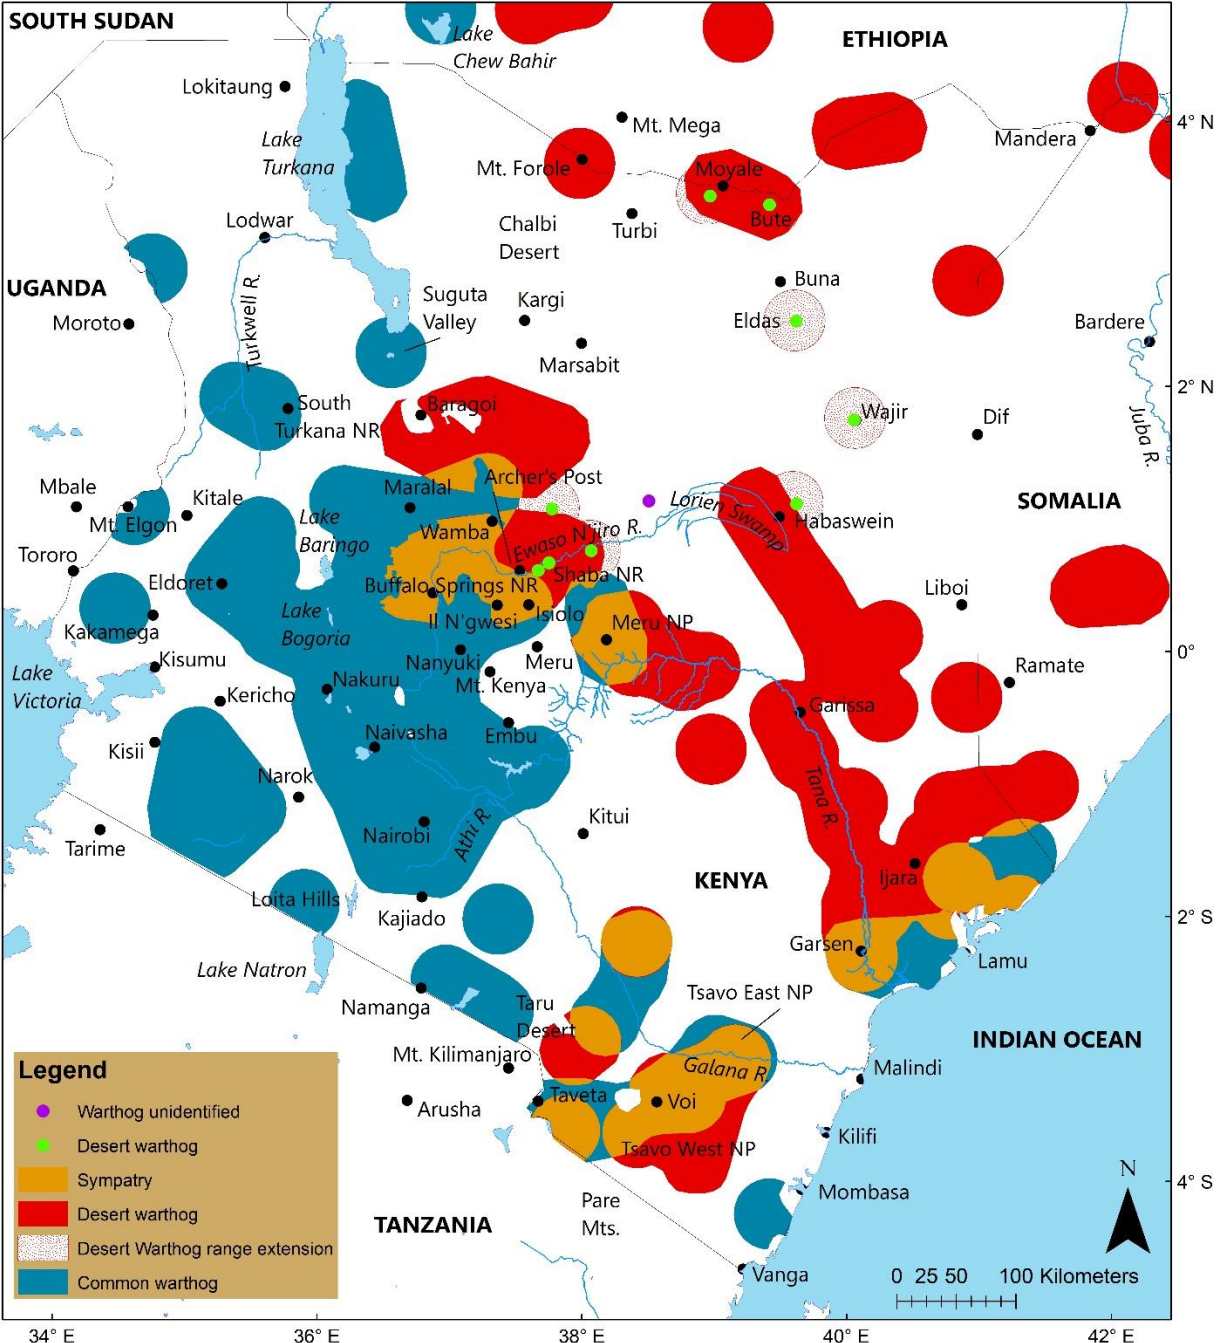 SOUTH SUDAN
Lake
Chew Bahir
ETHIOPIA
Lokitaung
Mt. Mega
4° N
Mandera
Lake
Turkana
Mt. Forole
Moyale
Lodwar
Chalbi
Desert
Turbi
Bute
UGANDA
Moroto
Turkwell R.
Suguta
Valley
Kargi
Marsabit
Buna
Eldas
Bardere
2° N
South
Turkana NR
Baragoi
Wajir
Dif
Juba R.
Mbale
Mt. Elgon
Kitale
Maralal
Archer's Post
Lorien Swamp
SOMALIA
Lake
Baringo
Wamba
Ewaso N'jiro R.
Habaswein
Tororo
Eldoret
Buffalo Springs NR
Shaba NR
Liboi
Kakamega
Lake
Bogoria
Il N'gwesi
Isiolo
Meru NP
0°
Kisumu
Lake
Victoria
Nanyuki
Meru
Ramate
Kericho
Nakuru
Mt. Kenya
Garissa
Kisii
Naivasha
Embu
Narok
Tana R.
Tarime
Nairobi
Athi R.
Kitui
KENYA
Ijara
Loita Hills
Kajiado
2° S
Garsen
Lamu
Lake Natron
Namanga
Taru
Desert
Tsavo East NP
INDIAN OCEAN
Mt. Kilimanjaro
Galana R.
Malindi
Arusha
Taveta
Voi
Kilifi
Tsavo West NP
Pare
Mts.
Mombasa
4° S
TANZANIA
Vanga
N
0 25 50 100 Kilometers
Legend
Warthog unidentified
Desert warthog
Sympatry
Desert warthog
Desert Warthog range extension
Common warthog
34° E
36° E
38° E
40° E
42° E